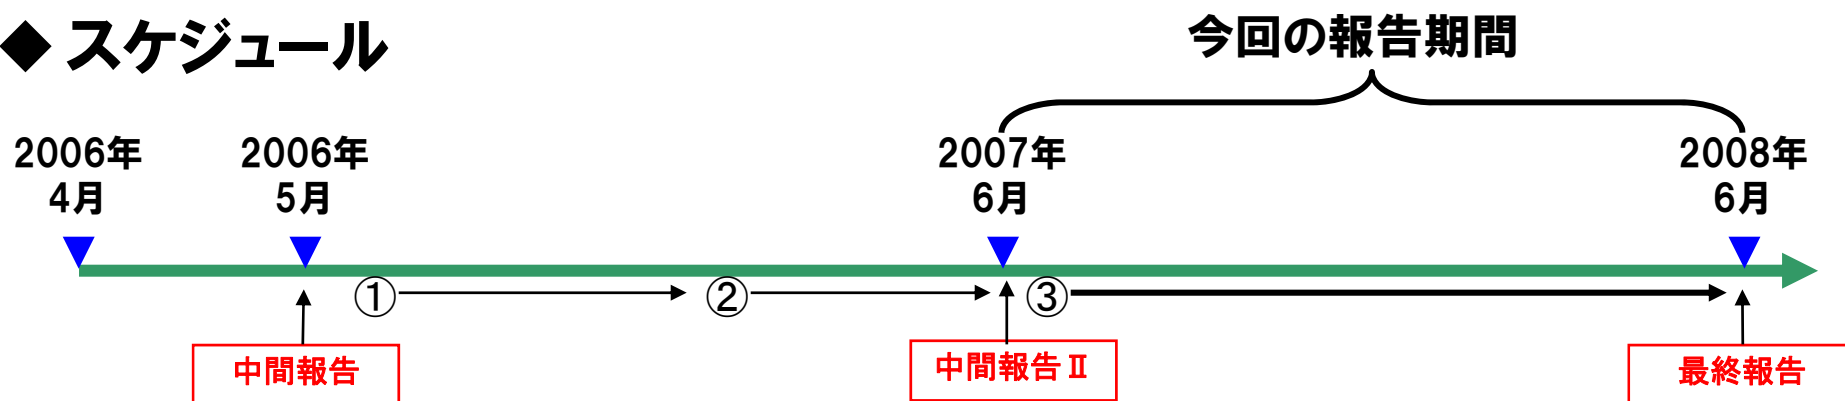 ◆ スケジュール
今回の報告期間
2006年
4月
2006年
5月
2007年
6月
2008年
6月
①
②
③
中間報告
中間報告Ⅱ
最終報告